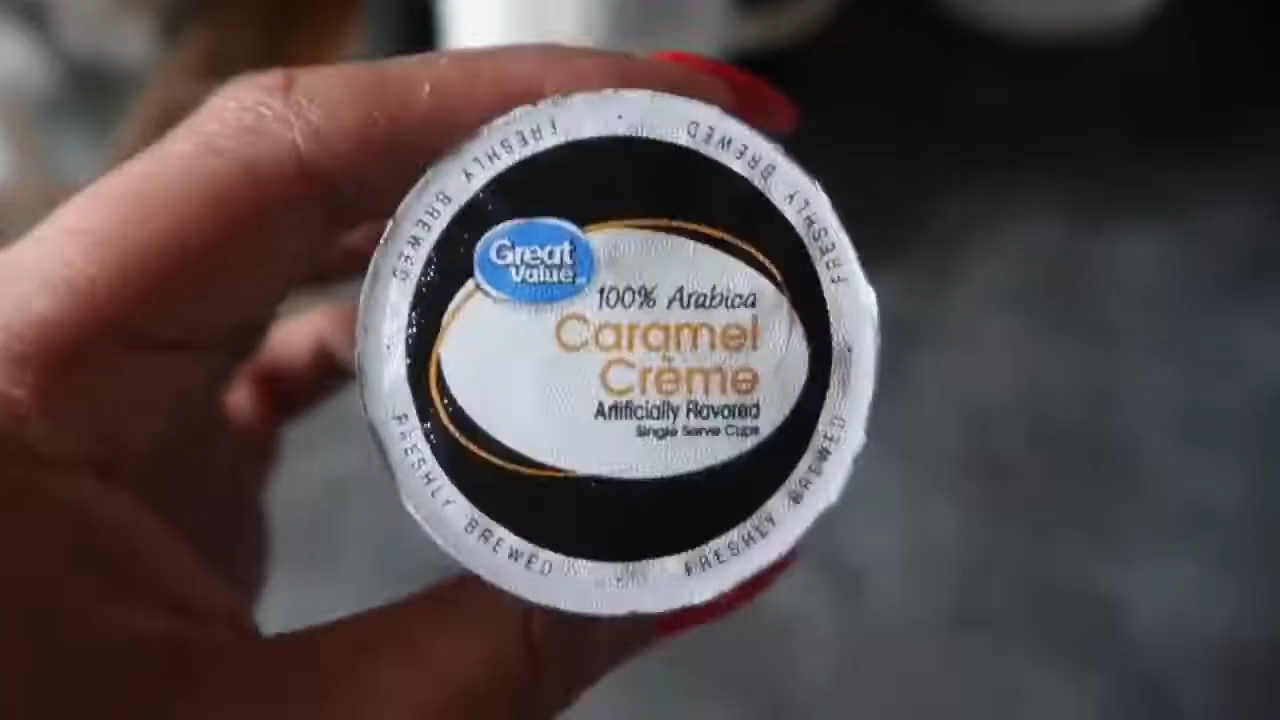 Great
Value
100% Arabica
Caramel
Crème
Artificially Flavored
Single Serve Cups
FRESHLY BREWED
FRESHLY BREWED
FRESHLY BREWED
FRESHLY BREWED